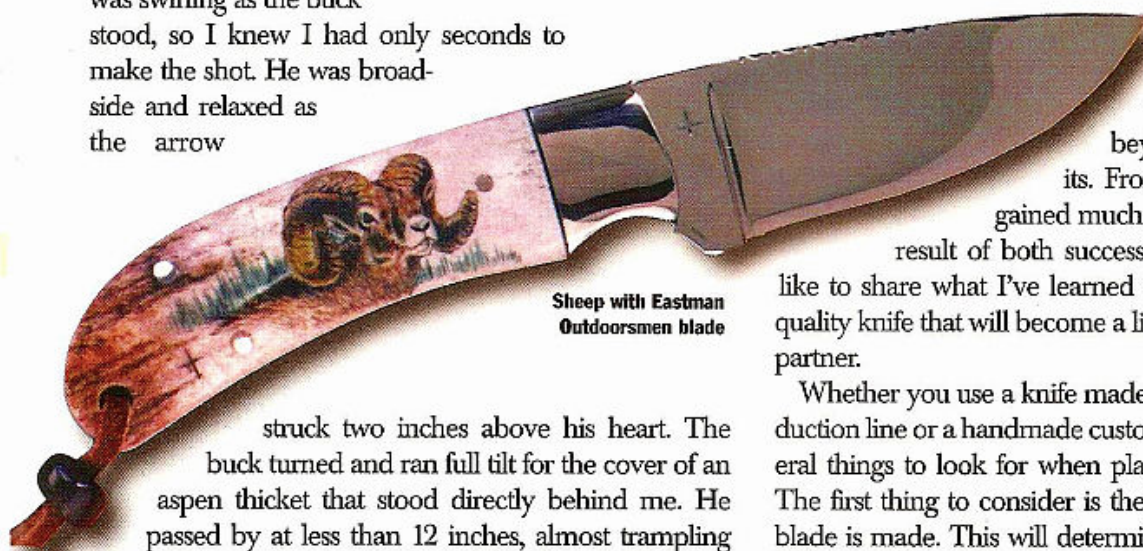 was swirling as the buck
stood, so I knew I had only seconds to
make the shot. He was broad-
side and relaxed as
the arrow
struck two inches above his heart. The
buck turned and ran full tilt for the cover of an
aspen thicket that stood directly behind me. He
passed by at less than 12 inches, almost trampling
Sheep with Eastman
Outdoorsmen blade
its. Fro
gained much
result of both success
like to share what I've learned
quality knife that will become a li
partner.
Whether you use a knife made
duction line or a handmade custo
eral things to look for when pla
The first thing to consider is the
blade is made. This will determi